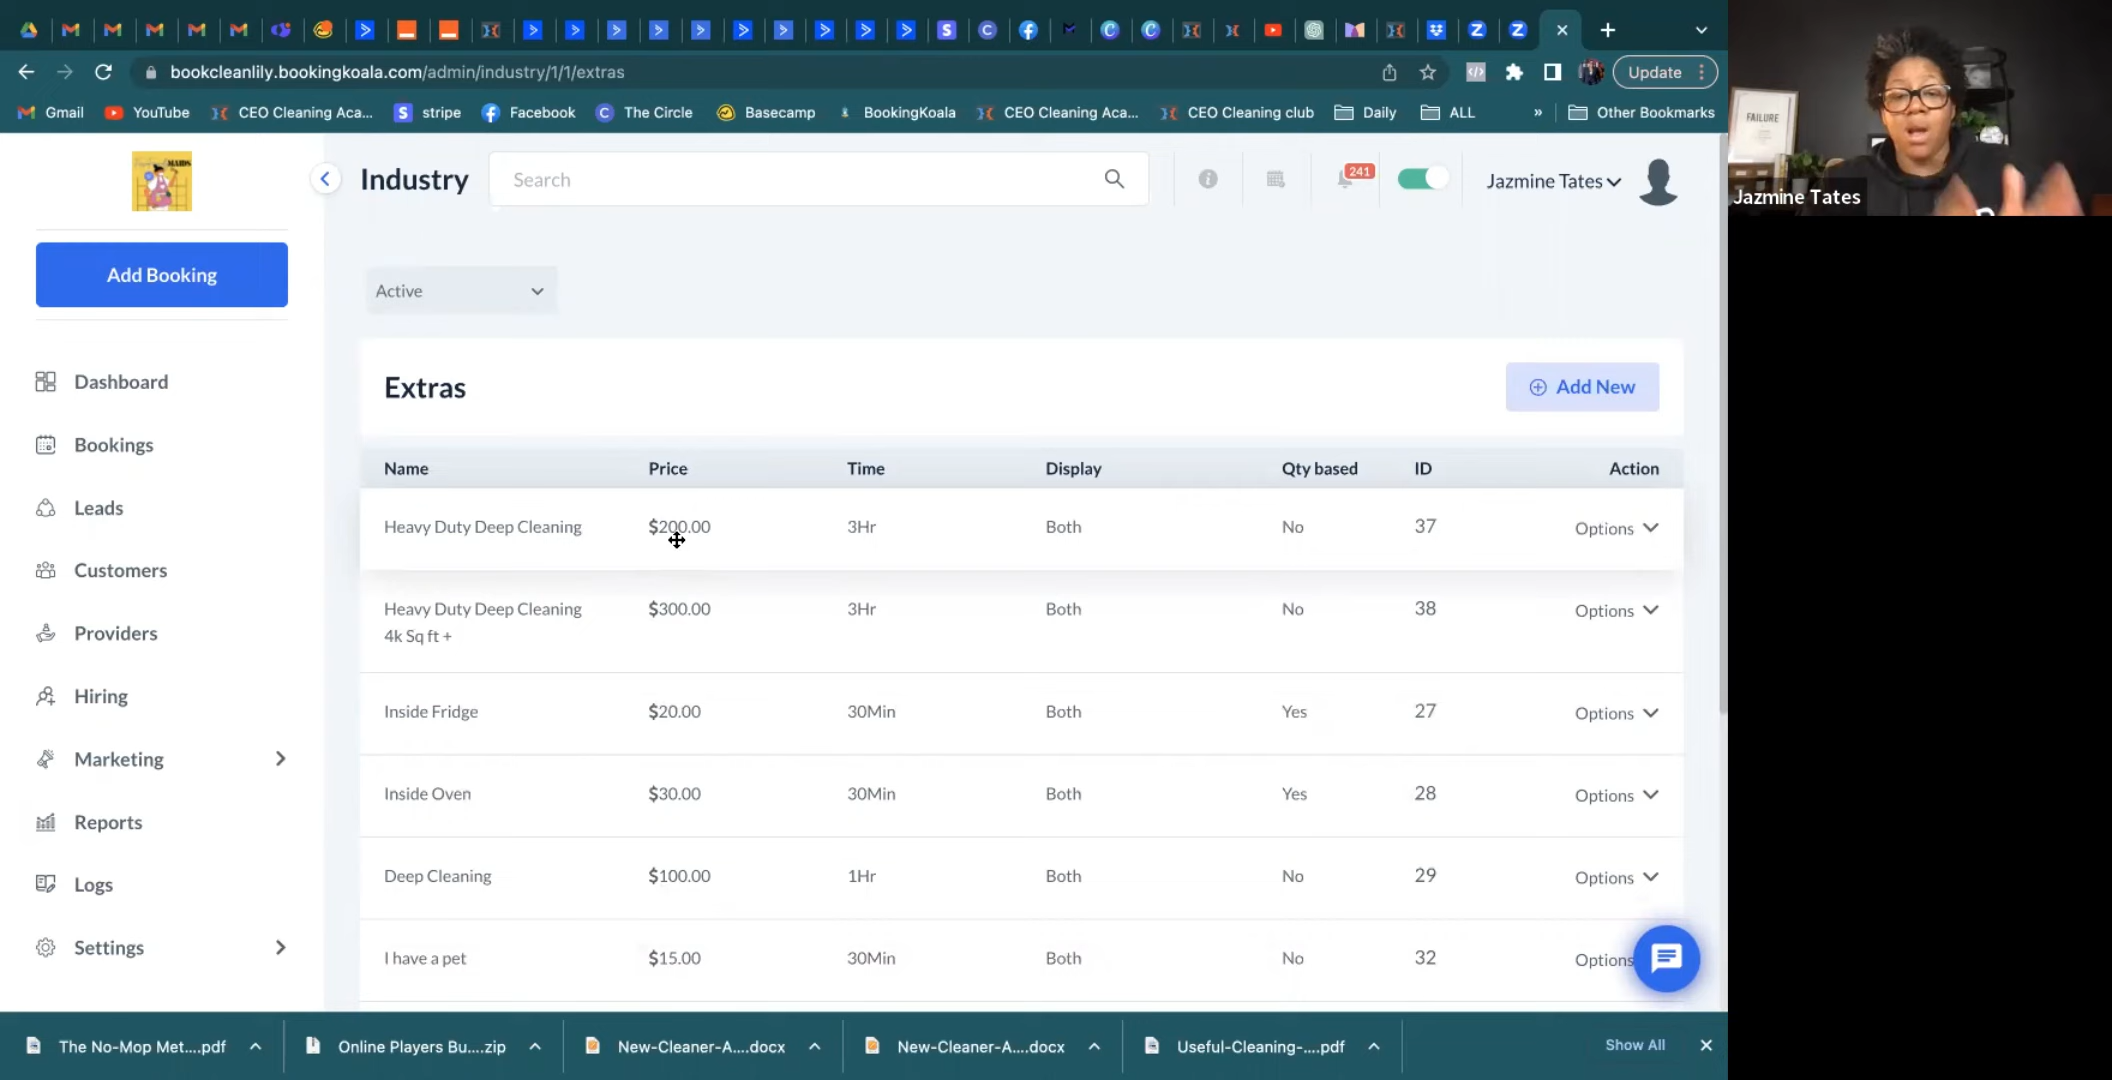 bookcleanlily.bookingkoala.com/admin/industry/1/1/extras
Update
Gmail
YouTube
CEO Cleaning Aca...
stripe
Facebook
The Circle
Basecamp
BookingKoala
CEO Cleaning Aca...
CEO Cleaning club
Daily
ALL
»
Other Bookmarks
FAILURE
Jazmine Tates
MAIDS
Industry
Search
241
Jazmine Tates
Add Booking
Active
Dashboard
Bookings
Leads
Customers
Providers
Hiring
Marketing
Reports
Logs
Settings
Extras
Add New
Name Price Time Display Qty based ID Action
Heavy Duty Deep Cleaning $200.00 3Hr Both No 37 Options
Heavy Duty Deep Cleaning $300.00 3Hr Both No 38 Options
4k Sq ft +
Inside Fridge $20.00 30Min Both Yes 27 Options
Inside Oven $30.00 30Min Both Yes 28 Options
Deep Cleaning $100.00 1Hr Both No 29 Options
I have a pet $15.00 30Min Both No 32 Options
The No-Mop Met....pdf
Online Players Bu....zip
New-Cleaner-A....docx
New-Cleaner-A....docx
Useful-Cleaning-....pdf
Show All